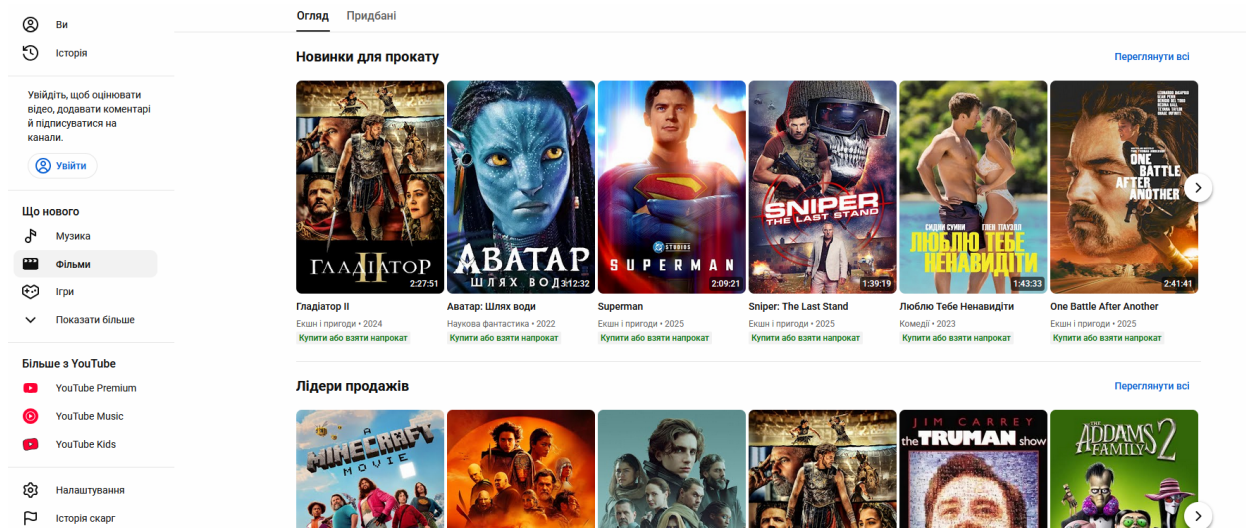 Ви
Історія
Увійдіть, щоб оцінювати
відео, додавати коментарі
й підписуватися на
канали.
Увійти
Що нового
Музика
Фільми
Ігри
Показати більше
Більше з YouTube
YouTube Premium
YouTube Music
YouTube Kids
Налаштування
Історія скарг
Огляд
Придбані
Новинки для прокату
Переглянути всі
ГЛАДІАТОР
II
2:27:51
Гладіатор II
Екшн і пригоди • 2024
Купити або взяти напрокат
АВАТАР
ШЛЯХ ВОД
3:12:32
Аватар: Шлях води
Наукова фантастика • 2022
Купити або взяти напрокат
DC STUDIOS
SUPERMAN
2:09:21
Superman
Екшн і пригоди • 2025
Купити або взяти напрокат
SNIPER
THE LAST STAND
1:39:19
Sniper: The Last Stand
Екшн і пригоди • 2025
Купити або взяти напрокат
СИДНІ СУІНИ ГЛЕН ПАУЕЛЛ
ЛЮБЛЮ ТЕБЕ
НЕНАВИДІТИ
1:43:33
Люблю Тебе Ненавидіти
Комедії • 2023
Купити або взяти напрокат
ONE
BATTLE
AFTER
ANOTHER
2:41:41
One Battle After Another
Екшн і пригоди • 2025
Купити або взяти напрокат
Лідери продажів
Переглянути всі
A
MINECRAFT
MOVIE
JIM CARREY
the TRUMAN show
THE
ADDAMS
FAMILY 2